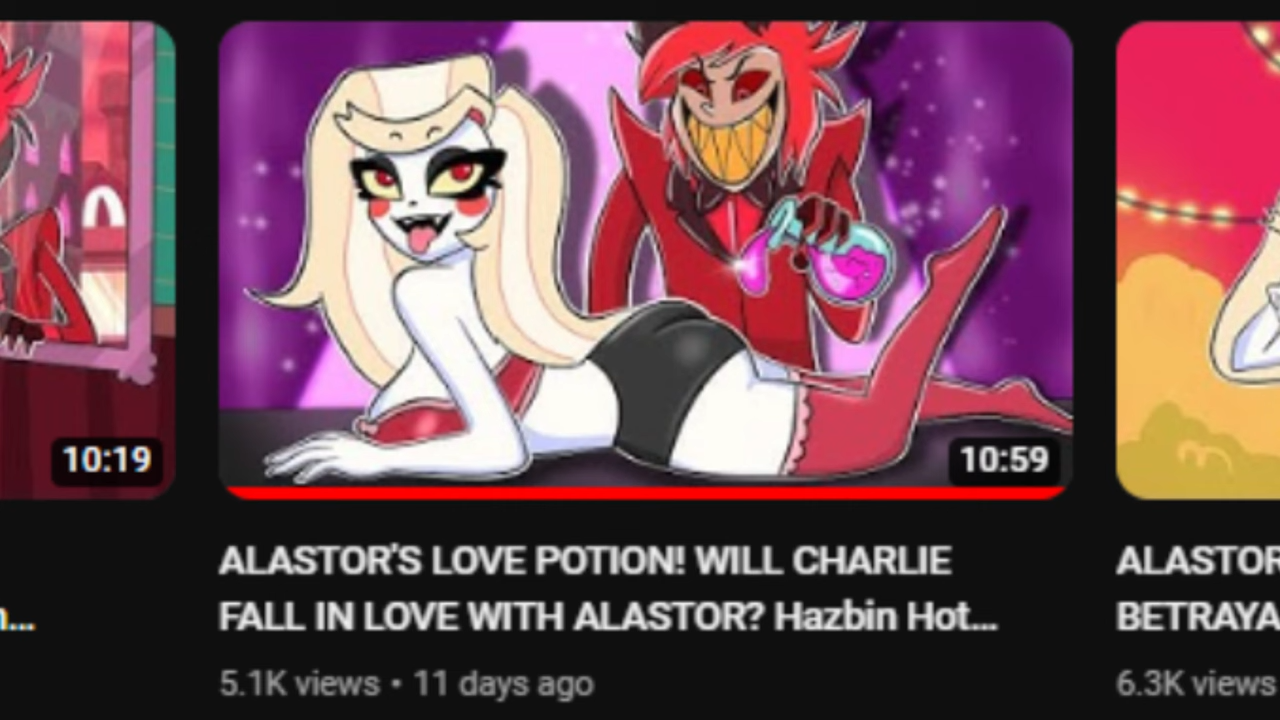 10:19
10:59
ALASTOR'S LOVE POTION! WILL CHARLIE
FALL IN LOVE WITH ALASTOR? Hazbin Hot...
5.1K views • 11 days ago
ALASTOR
BETRAYA
6.3K views